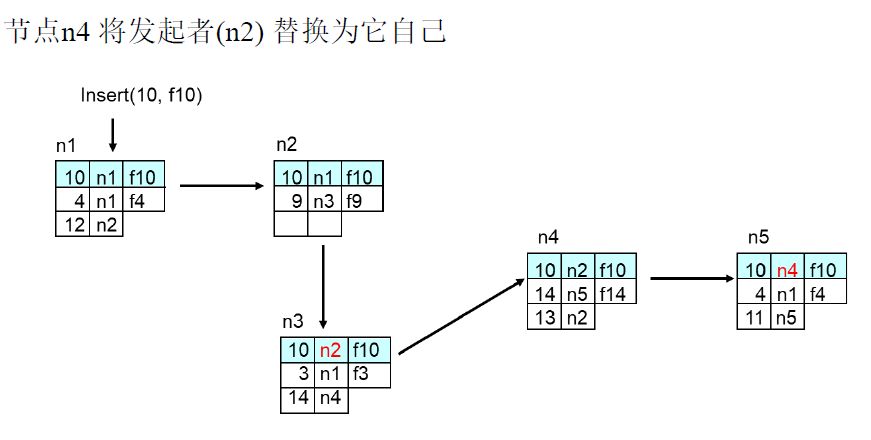 节点n4 将发起者(n2) 替换为它自己
Insert(10, f10)
n1
10 n1 f10
4 n1 f4
12 n2
n2
10 n1 f10
9 n3 f9
n3
10 n2 f10
3 n1 f3
14 n4
n4
10 n2 f10
14 n5 f14
13 n2
n5
10 n4 f10
4 n1 f4
11 n5